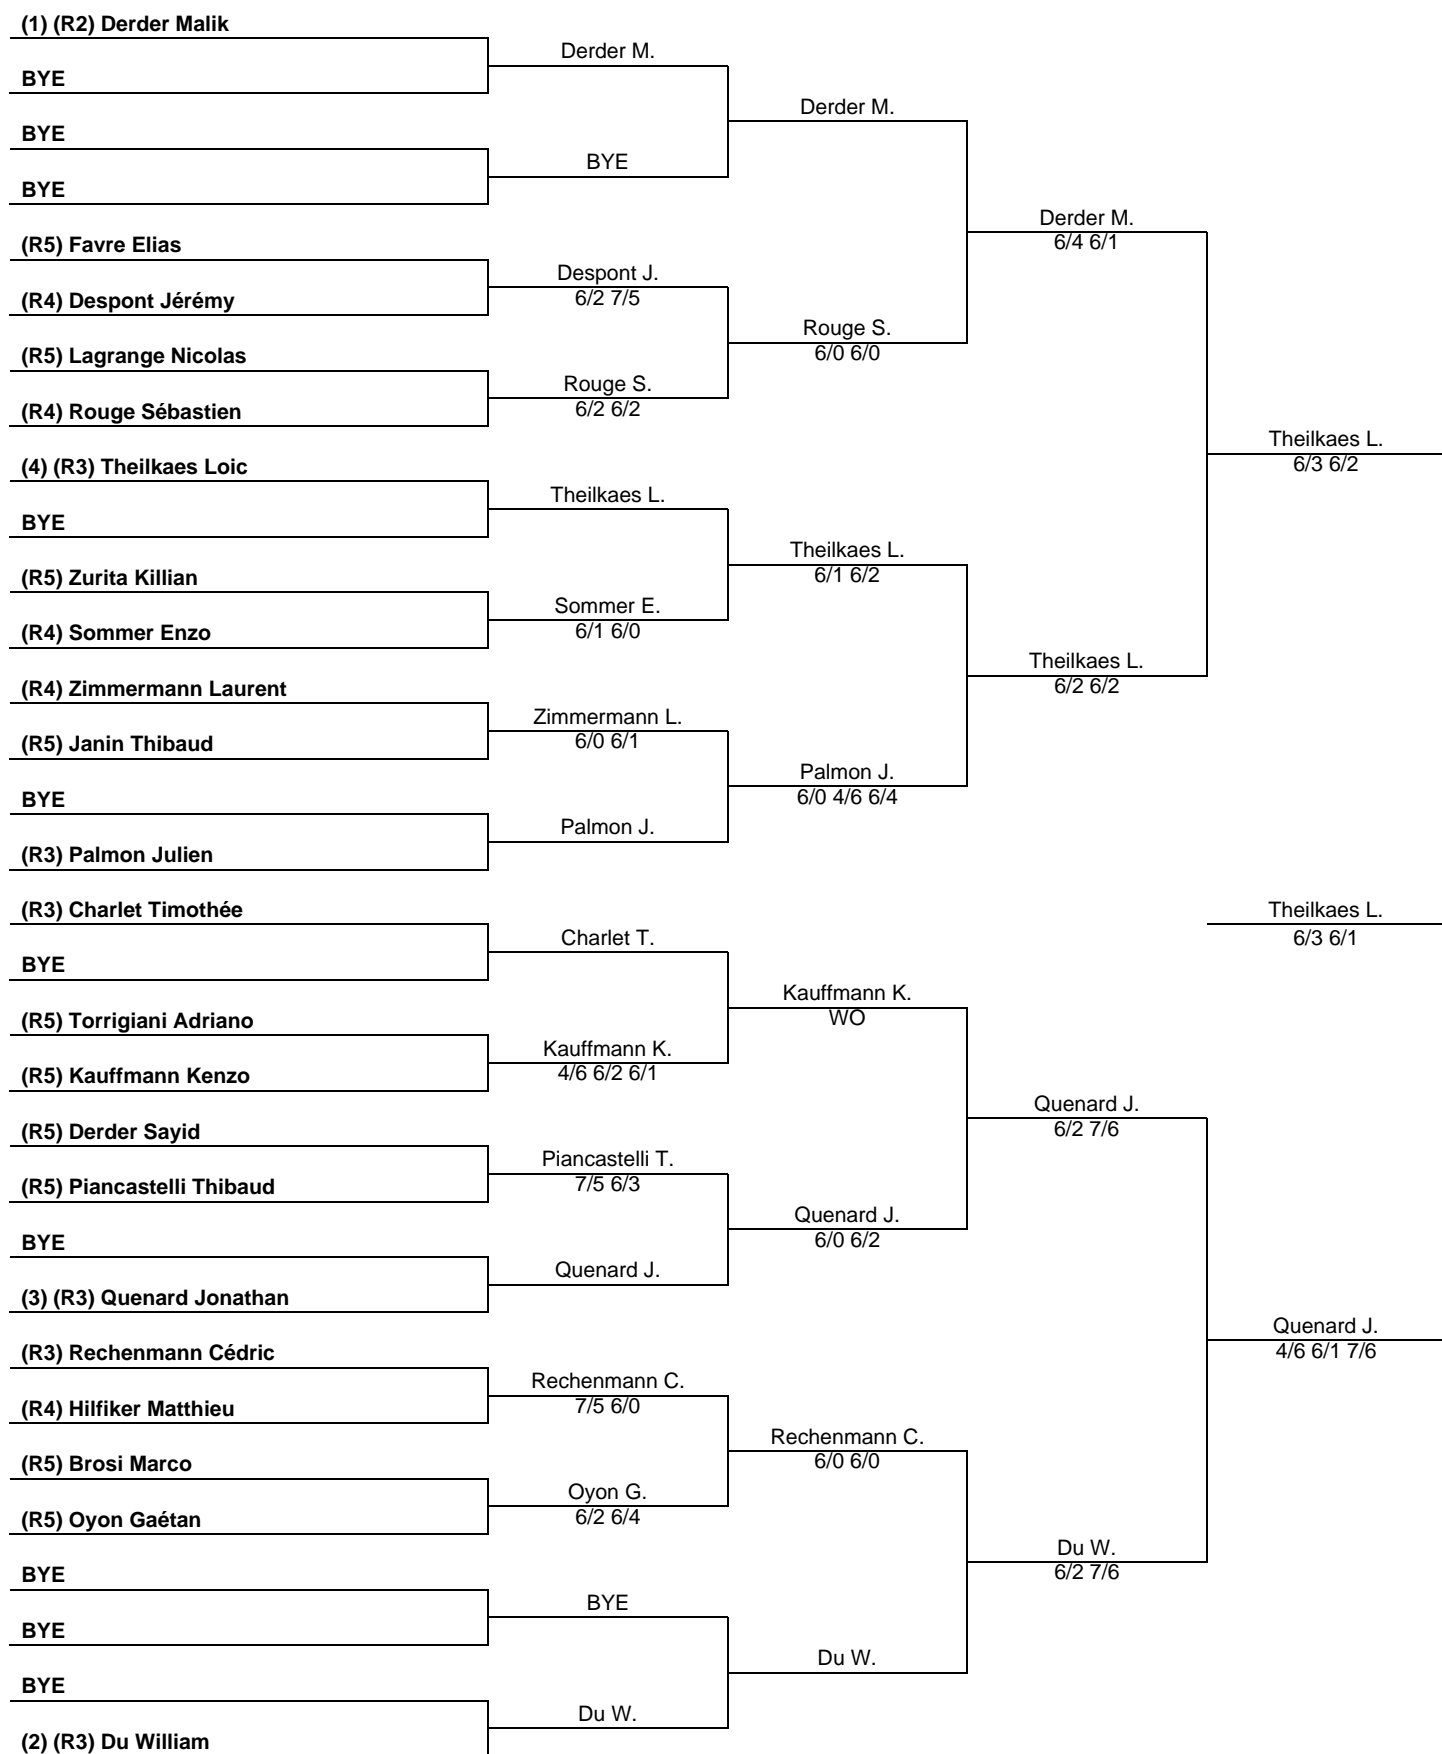 (1) (R2) Derder Malik
Derder M.
BYE
Derder M.
BYE
BYE
BYE
Derder M.
6/4 6/1
(R5) Favre Elias
Despont J.
6/2 7/5
(R4) Despont Jérémy
Rouge S.
6/0 6/0
(R5) Lagrange Nicolas
Rouge S.
6/2 6/2
(R4) Rouge Sébastien
Theilkaes L.
6/3 6/2
(4) (R3) Theilkaes Loic
Theilkaes L.
BYE
Theilkaes L.
6/1 6/2
(R5) Zurita Killian
Sommer E.
6/1 6/0
(R4) Sommer Enzo
Theilkaes L.
6/2 6/2
(R4) Zimmermann Laurent
Zimmermann L.
6/0 6/1
(R5) Janin Thibaud
Palmon J.
6/0 4/6 6/4
BYE
Palmon J.
(R3) Palmon Julien
(R3) Charlet Timothée
Theilkaes L.
6/3 6/1
Charlet T.
BYE
Kauffmann K.
WO
(R5) Torrigiani Adriano
Kauffmann K.
4/6 6/2 6/1
(R5) Kauffmann Kenzo
Quenard J.
6/2 7/6
(R5) Derder Sayid
Piancastelli T.
7/5 6/3
(R5) Piancastelli Thibaud
Quenard J.
6/0 6/2
BYE
Quenard J.
(3) (R3) Quenard Jonathan
Quenard J.
4/6 6/1 7/6
(R3) Rechenmann Cédric
Rechenmann C.
7/5 6/0
(R4) Hilfiker Matthieu
Rechenmann C.
6/0 6/0
(R5) Brosi Marco
Oyon G.
6/2 6/4
(R5) Oyon Gaétan
Du W.
6/2 7/6
BYE
BYE
BYE
Du W.
BYE
Du W.
(2) (R3) Du William